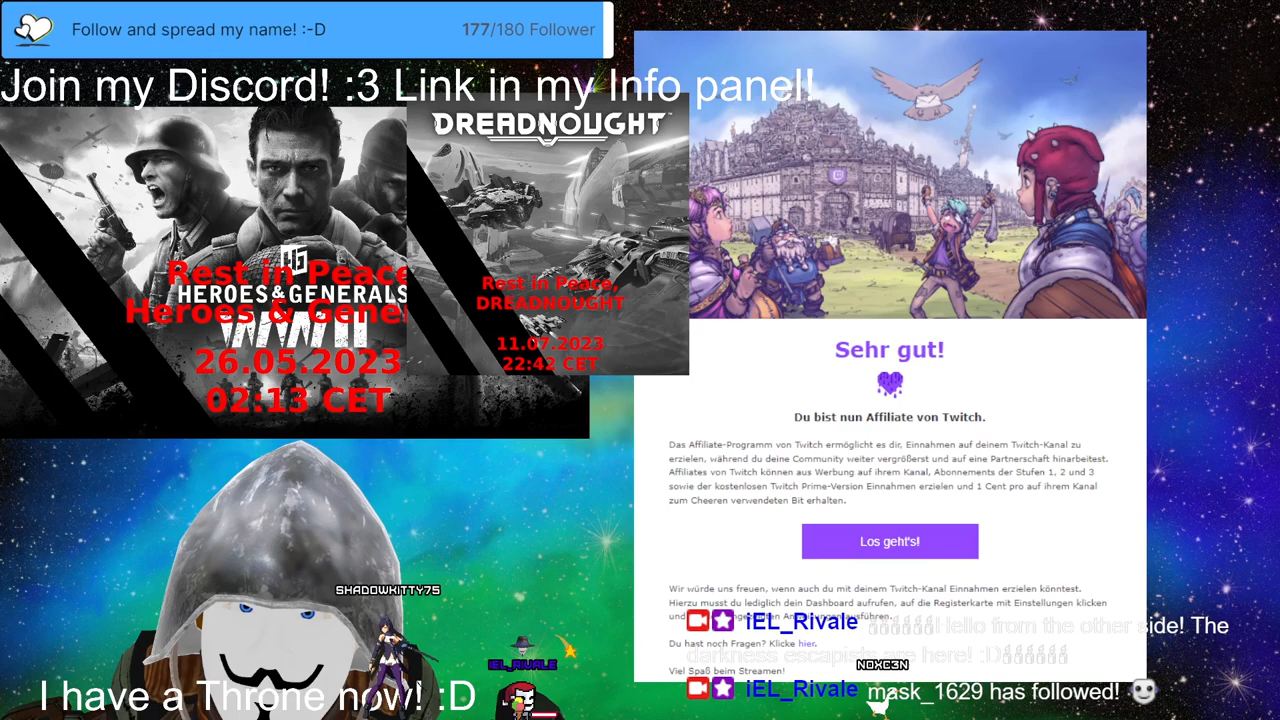 Follow and spread my name! :-D
177/180 Follower
Join my Discord! :3 Link in my Info panel!
DREADNOUGHT
HEROES & GENERALS
WWII
Rest in Peace
Heroes & Gene
26.05.2023
02:13 CET
Rest in Peace,
DREADNOUGHT
11.07.2023
22:42 CET
Sehr gut!
Du bist nun Affiliate von Twitch.
Das Affiliate-Programm von Twitch ermöglicht es dir, Einnahmen auf deinem Twitch-Kanal zu
erzielen, während du deine Community weiter vergrößerst und auf eine Partnerschaft hinarbeitest.
Affiliates von Twitch können aus Werbung auf ihrem Kanal, Abonnements der Stufen 1, 2 und 3
sowie der kostenlosen Twitch Prime-Version Einnahmen erzielen und 1 Cent pro auf ihrem Kanal
zum Cheeren verwendeten Bit erhalten.
Los geht's!
Wir würde uns freuen, wenn auch du mit deinem Twitch-Kanal Einnahmen erzielen könntest.
Hierzu musst du lediglich dein Dashboard aufrufen, auf die Registerkarte mit Einstellungen klicken
ausführen.
Du hast noch Fragen? Klicke hier.
Viel Spaß beim Streamen!
iEL_Rivale Hello from the other side! The
darkness escapists are here! :D
NOXC3N
iEL_Rivale mask_1629 has followed!
SHADOWKITTY75
IEL_RIVALE
I have a Throne now! :D